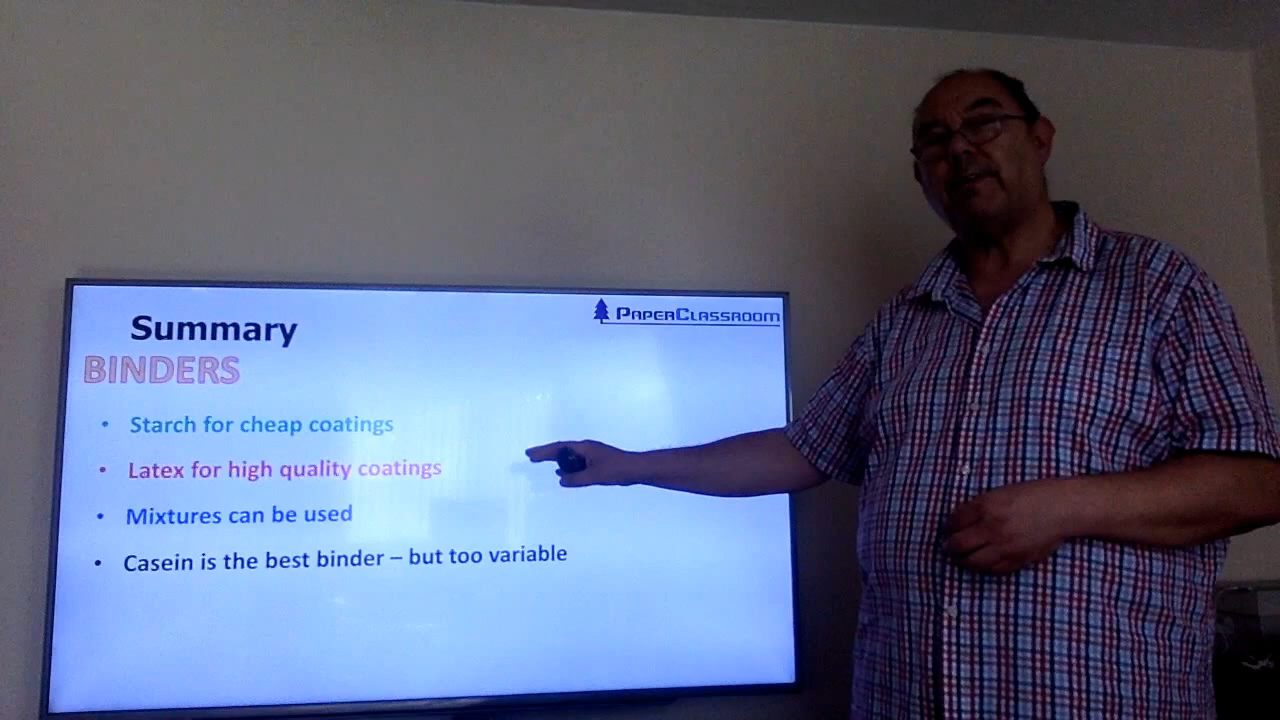 PAPERCLASSROOM
Summary
BINDERS
• Starch for cheap coatings
• Latex for high quality coatings
• Mixtures can be used
• Casein is the best binder – but too variable